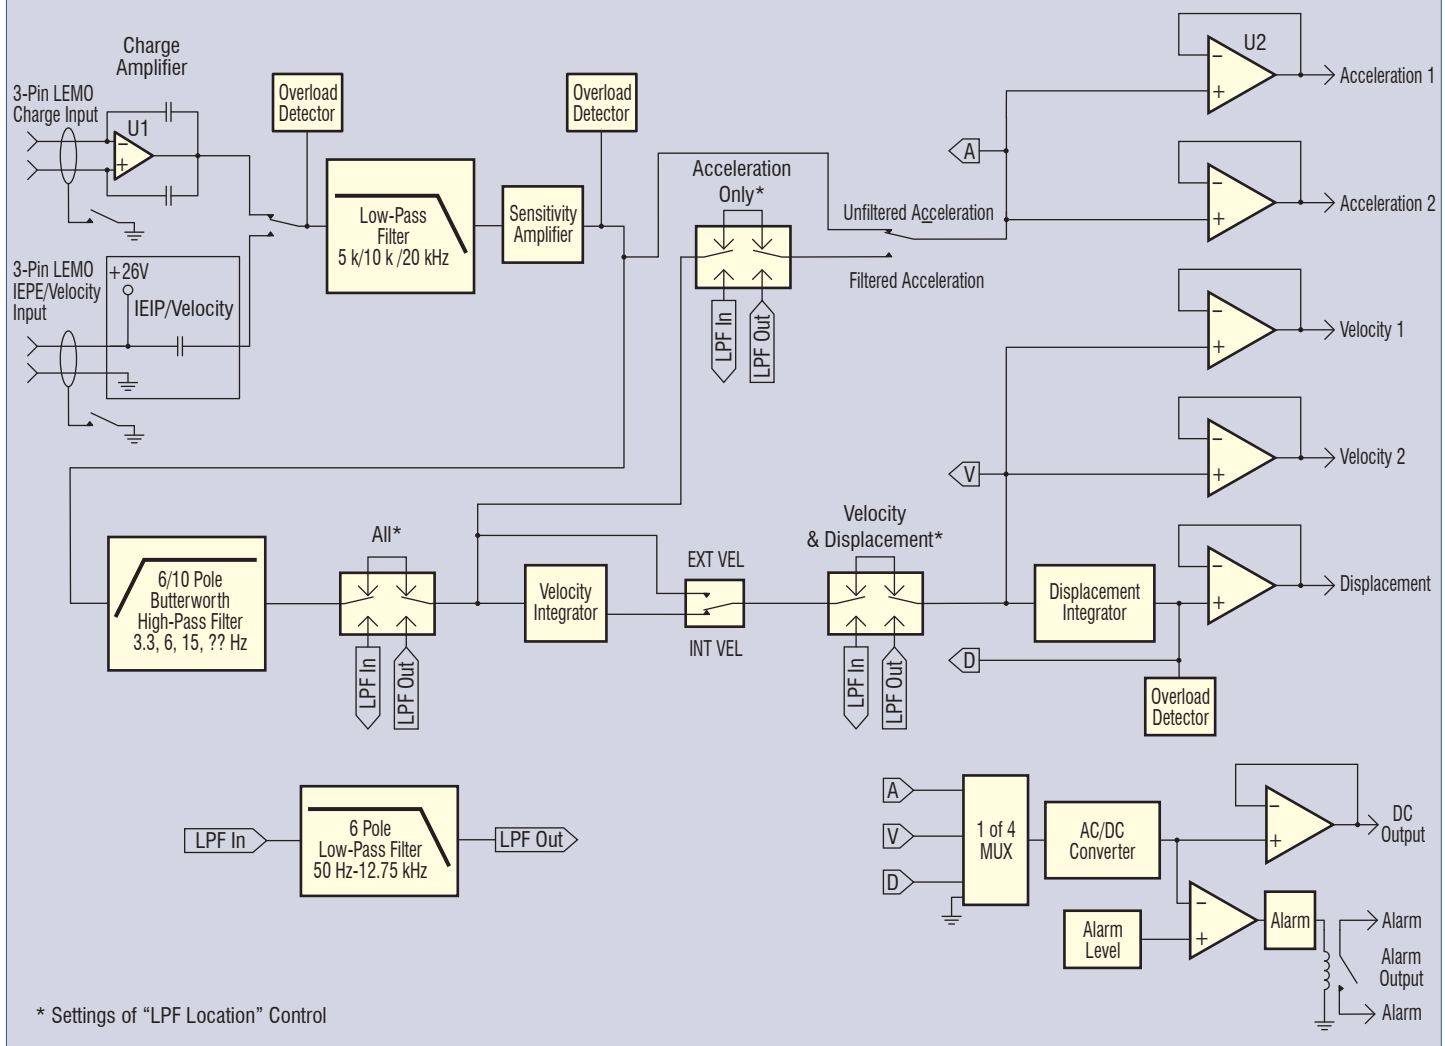 Charge
Amplifier
3-Pin LEMO
Charge Input
U1
−
+
Overload
Detector
Overload
Detector
Low-Pass
Filter
5 k/10 k /20 kHz
Sensitivity
Amplifier
Acceleration
Only*
Unfiltered Acceleration
Filtered Acceleration
LPF In
LPF Out
3-Pin LEMO
IEPE/Velocity
Input
+26V
IEIP/Velocity
U2
−
+
Acceleration 1
A
−
+
Acceleration 2
−
+
Velocity 1
V
−
+
Velocity 2
6/10 Pole
Butterworth
High-Pass Filter
3.3, 6, 15, ?? Hz
All*
LPF In
LPF Out
Velocity
Integrator
EXT VEL
INT VEL
Velocity
& Displacement*
LPF In
LPF Out
Displacement
Integrator
−
+
Displacement
D
Overload
Detector
LPF In
6 Pole
Low-Pass Filter
50 Hz-12.75 kHz
LPF Out
A
V
D
1 of 4
MUX
AC/DC
Converter
−
+
DC
Output
Alarm
Level
−
+
Alarm
Alarm
Alarm
Output
Alarm
* Settings of “LPF Location” Control